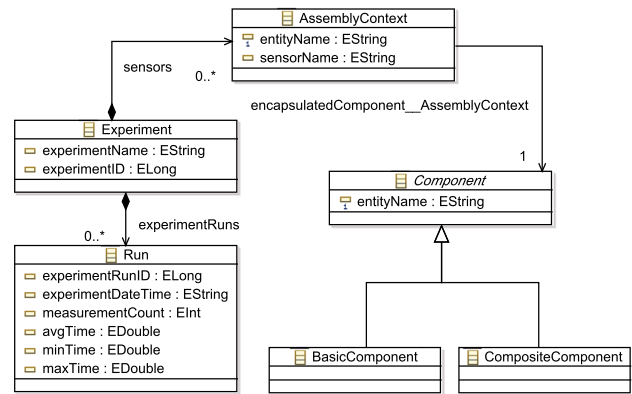 AssemblyContext
entityName : EString
sensorName : EString
sensors
0..*
encapsulatedComponent__AssemblyContext
1
Experiment
experimentName : EString
experimentID : ELong
Component
entityName : EString
experimentRuns
0..*
Run
experimentRunID : ELong
experimentDateTime : EString
measurementCount : EInt
avgTime : EDouble
minTime : EDouble
maxTime : EDouble
BasicComponent
CompositeComponent